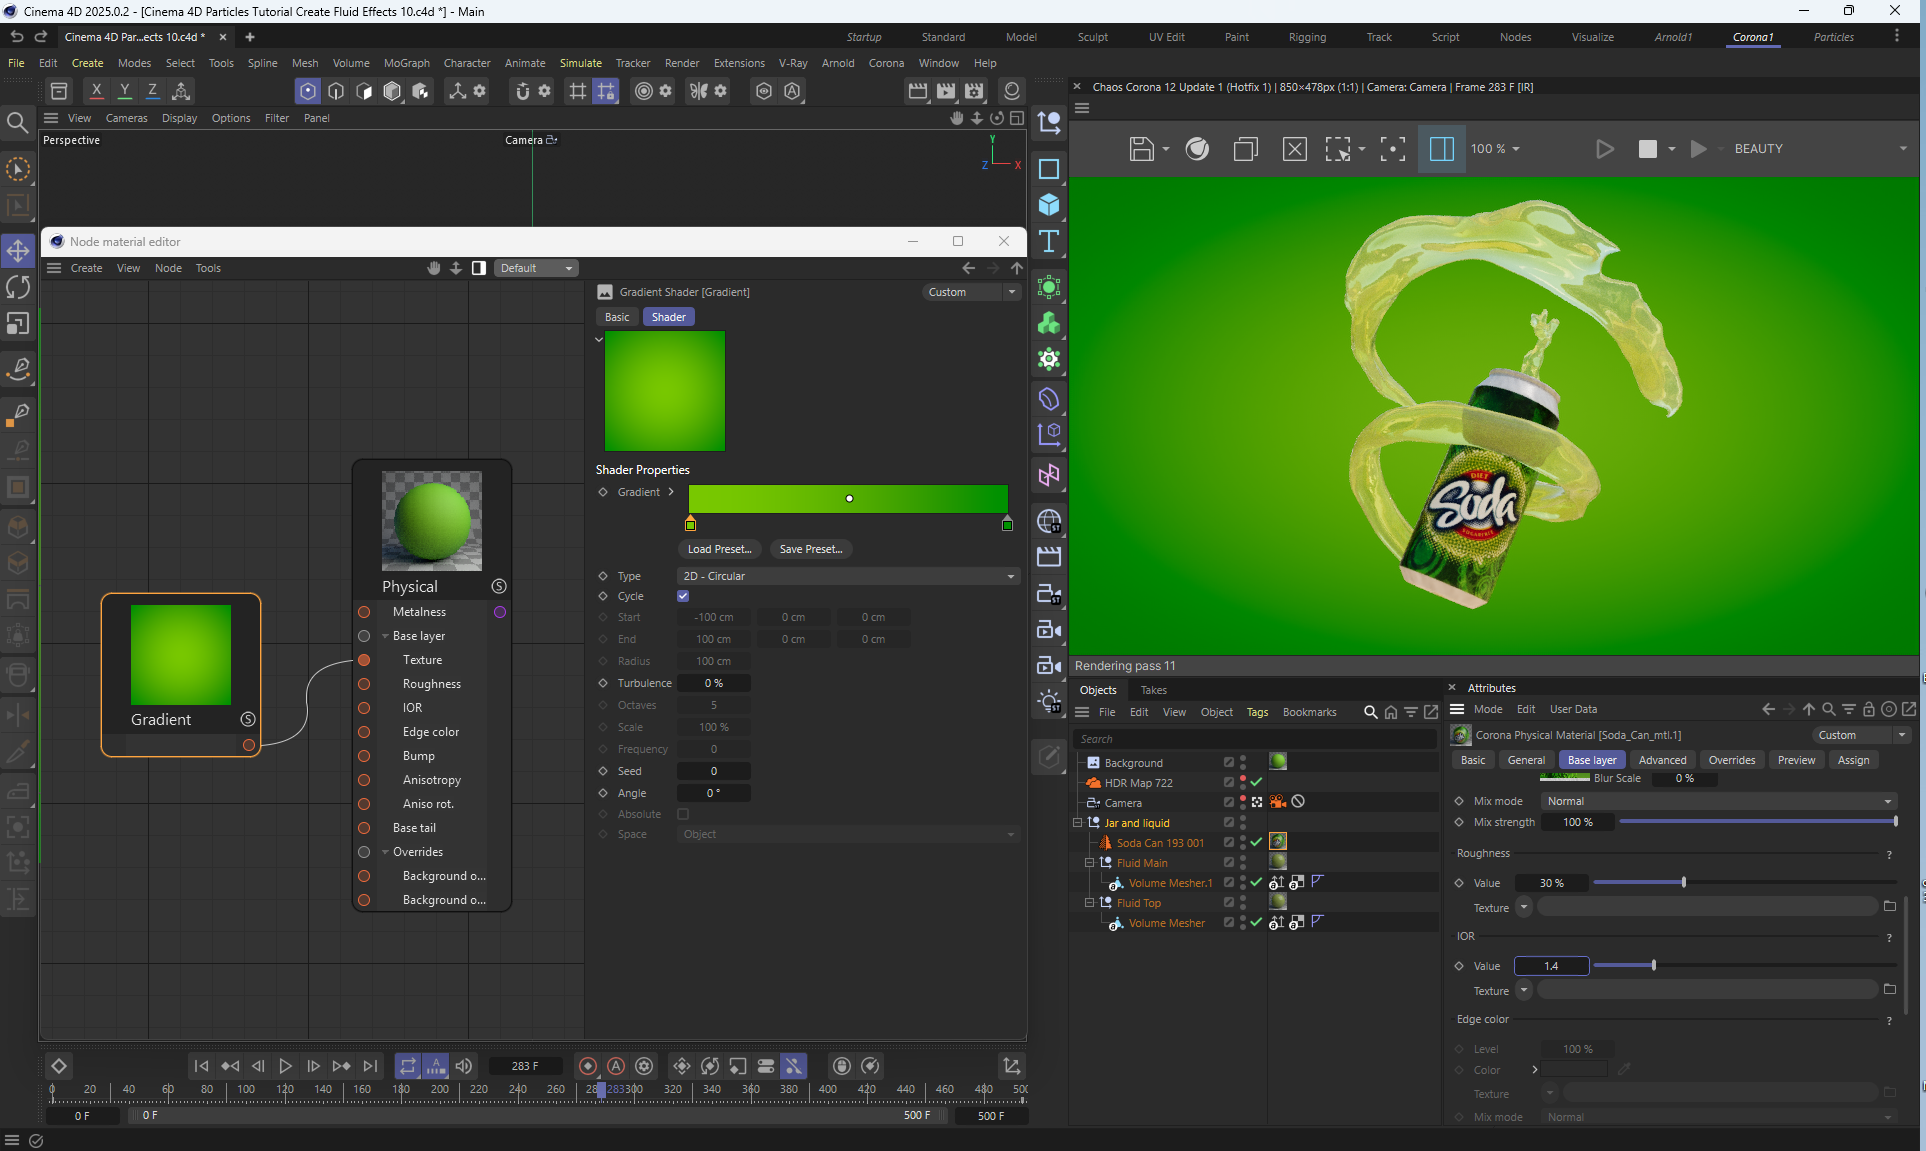 Cinema 4D 2025.0.2 - [Cinema 4D Particles Tutorial Create Fluid Effects 10.c4d *] - Main
Cinema 4D Par...ects 10.c4d *
Startup Standard Model Sculpt UV Edit Paint Rigging Track Script Nodes Visualize Arnold1 Corona1 Particles
File Edit Create Modes Select Tools Spline Mesh Volume MoGraph Character Animate Simulate Tracker Render Extensions V-Ray Arnold Corona Window Help
X Y Z
Chaos Corona 12 Update 1 (Hotfix 1) | 850×478px (1:1) | Camera: Camera | Frame 283 F [IR]
View Cameras Display Options Filter Panel
Perspective
Camera
Y
Z X
100 %
BEAUTY
Node material editor
Create View Node Tools
Default
Gradient Shader [Gradient]
Custom
Basic Shader
Shader Properties
Gradient
Load Preset...
Save Preset...
Type 2D - Circular
Cycle
Start -100 cm 0 cm 0 cm
End 100 cm 0 cm 0 cm
Radius 100 cm
Turbulence 0 %
Octaves 5
Scale 100 %
Frequency 0
Seed 0
Angle 0 °
Absolute
Space Object
Gradient
S
Physical
S
Metalness
Base layer
Texture
Roughness
IOR
Edge color
Bump
Anisotropy
Aniso rot.
Base tail
Overrides
Background o...
Background o...
T
ST
ST
ST
DIET
Soda
SUGARFREE
Rendering pass 11
Objects Takes
File Edit View Object Tags Bookmarks
Search
Background
HDR Map 722
Camera
Jar and liquid
Soda Can 193 001
Fluid Main
Volume Mesher.1
Fluid Top
Volume Mesher
Attributes
Mode Edit User Data
Corona Physical Material [Soda_Can_mtl.1]
Custom
Basic General Base layer Advanced Overrides Preview Assign
Blur Scale 0 %
Mix mode Normal
Mix strength 100 %
Roughness ?
Value 30 %
Texture
IOR ?
Value 1.4
Texture
Edge color ?
Level 100 %
Color
Texture
Mix mode Normal
283 F
A
A
0 20 40 60 80 100 120 140 160 180 200 220 240 260 283 300 320 340 360 380 400 420 440 460 480
0 F
0 F
500 F
500 F